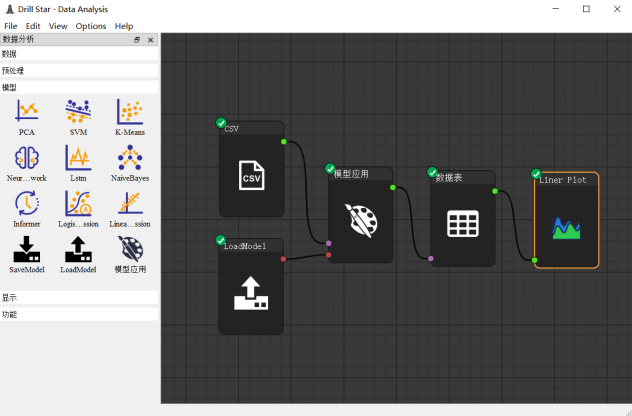 Drill Star - Data Analysis
File Edit View Options Help
数据分析
数据
预处理
模型
PCA SVM K-Means
Neur...work Lstm NaiveBayes
Informer Logis...ssion Linea...ssion
SaveModel LoadModel 模型应用
显示
功能
CSV
CSV
模型应用
数据表
Liner Plot
LoadModel